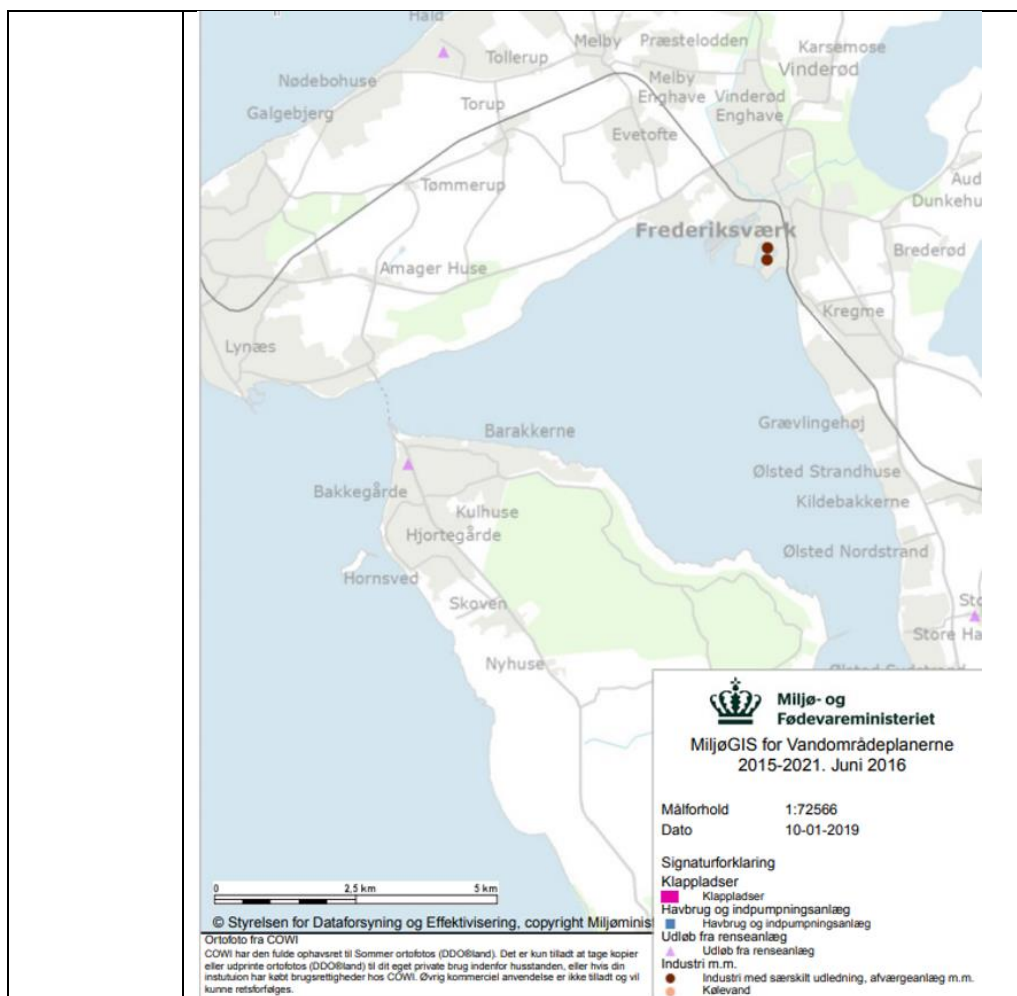 Hald
Melby
Præstelodden
Karsemose
Tollerup
Vinderød
Nødebohuse
Melby
Enghave
Vinderød
Enghave
Galgebjerg
Torup
Evetofte
Tømmerup
Aud
Dunkehu
Frederiksværk
Brederød
Amager Huse
Kregme
Lynæs
Grævlingehøj
Barakkerne
Ølsted Strandhuse
Bakkegårde
Kildebakkerne
Kulhuse
Hjortegårde
Ølsted Nordstrand
Hornsved
Skoven
Sto
Store Ha
Nyhuse
Ølsted Sydstrand
Miljø- og
Fødevareministeriet
MiljøGIS for Vandområdeplanerne
2015-2021. Juni 2016
Målforhold 1:72566
Dato 10-01-2019
Signaturforklaring
Klappladser
Klappladser
Havbrug og indpumpningsanlæg
Havbrug og indpumpningsanlæg
Udløb fra renseanlæg
Udløb fra renseanlæg
Industri m.m.
Industri med særskilt udledning, afværgeanlæg m.m.
Kølevand
0 2,5 km 5 km
© Styrelsen for Dataforsyning og Effektivisering, copyright Miljøminis
Ortofoto fra COWI
COWI har den fulde ophavsret til Sommer ortofotos (DDO®land). Det er kun tilladt at tage kopier
eller udprinte ortofotos (DDO®land) til dit eget private brug indenfor husstanden, eller hvis din
instutuion har købt brugsrettigheder hos COWI. Øvrig kommerciel anvendelse er ikke tilladt og vil
kunne retsforfølges.